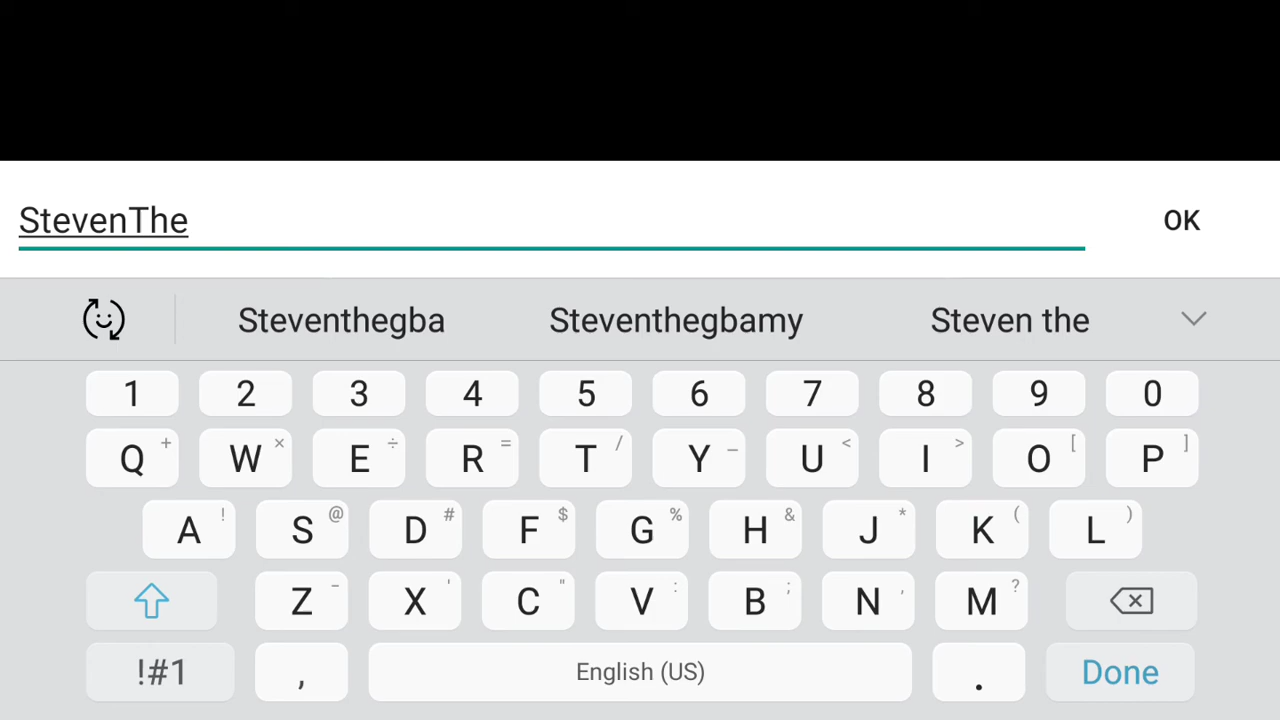 StevenThe
OK
Steventhegba Steventhegbamy Steven the
1 2 3 4 5 6 7 8 9 0
Q + W × E ÷ R = T / Y _ U < I > O [ P ]
A ! S @ D # F $ G % H & J * K ( L )
Z - X ' C " V : B ; N , M ?
!#1 , English (US) . Done